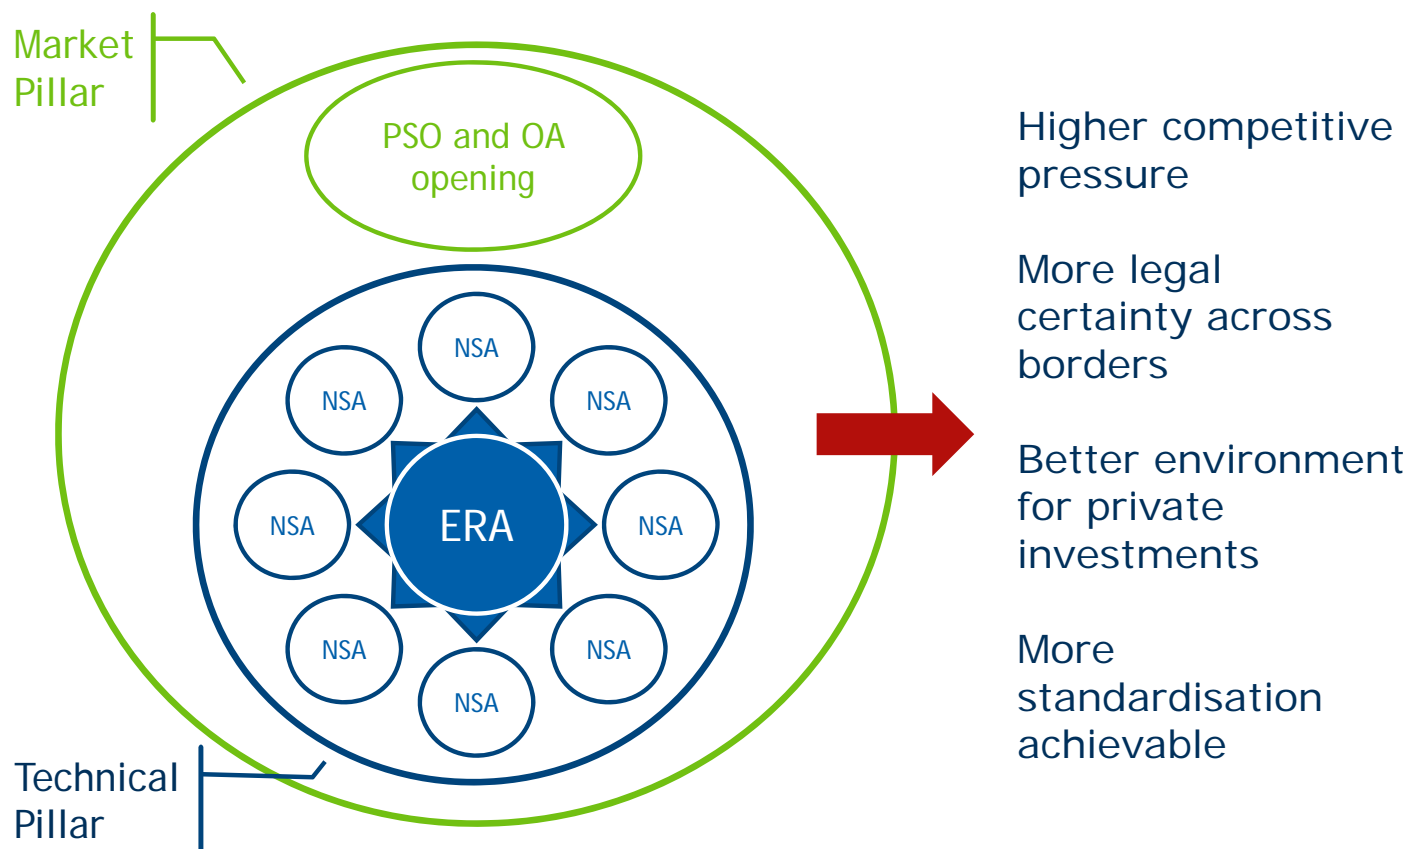 Market
Pillar
PSO and OA
opening
NSA
NSA
NSA
NSA
ERA
NSA
NSA
NSA
NSA
Technical
Pillar
Higher competitive
pressure
More legal
certainty across
borders
Better environment
for private
investments
More
standardisation
achievable